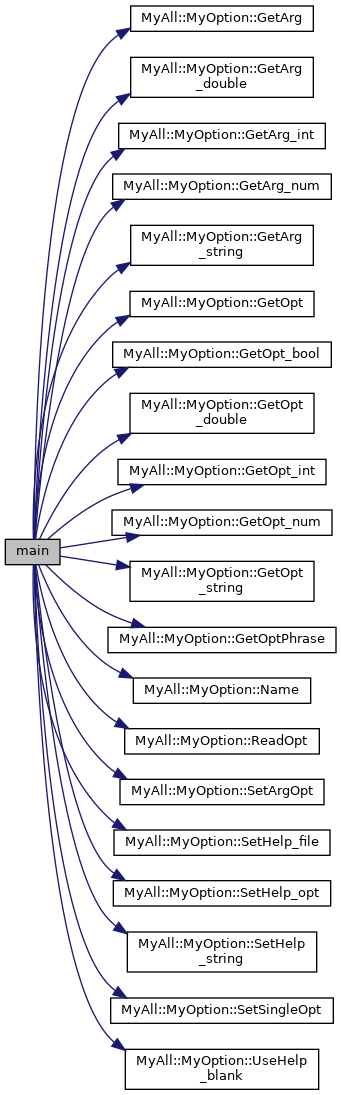 MyAll::MyOption::GetArg
MyAll::MyOption::GetArg
_double
MyAll::MyOption::GetArg_int
MyAll::MyOption::GetArg_num
MyAll::MyOption::GetArg
_string
MyAll::MyOption::GetOpt
MyAll::MyOption::GetOpt_bool
MyAll::MyOption::GetOpt
_double
MyAll::MyOption::GetOpt_int
MyAll::MyOption::GetOpt_num
main
MyAll::MyOption::GetOpt
_string
MyAll::MyOption::GetOptPhrase
MyAll::MyOption::Name
MyAll::MyOption::ReadOpt
MyAll::MyOption::SetArgOpt
MyAll::MyOption::SetHelp_file
MyAll::MyOption::SetHelp_opt
MyAll::MyOption::SetHelp
_string
MyAll::MyOption::SetSingleOpt
MyAll::MyOption::UseHelp
_blank